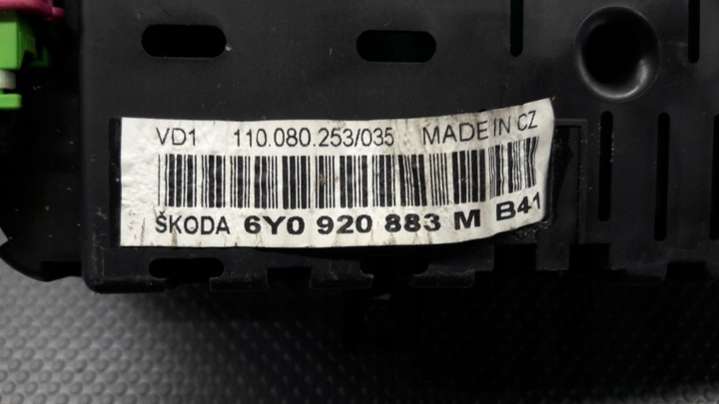 VD1 110.080.253/035 MADE IN CZ
ŠKODA 6Y0 920 883 M B41